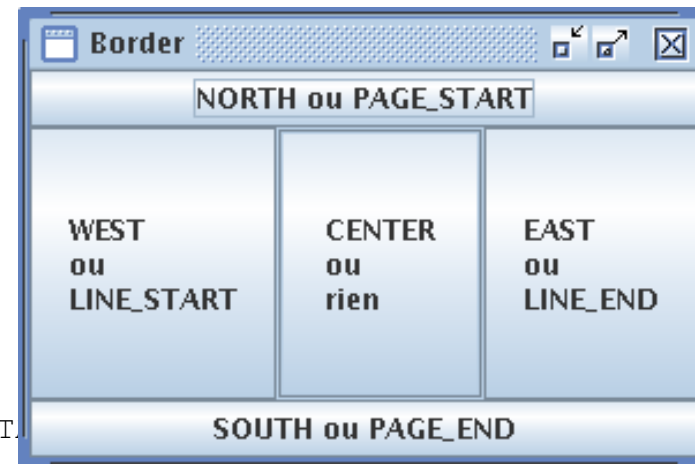 Border
NORTH ou PAGE_START
WEST
ou
LINE_START
CENTER
ou
rien
EAST
ou
LINE_END
SOUTH ou PAGE_END